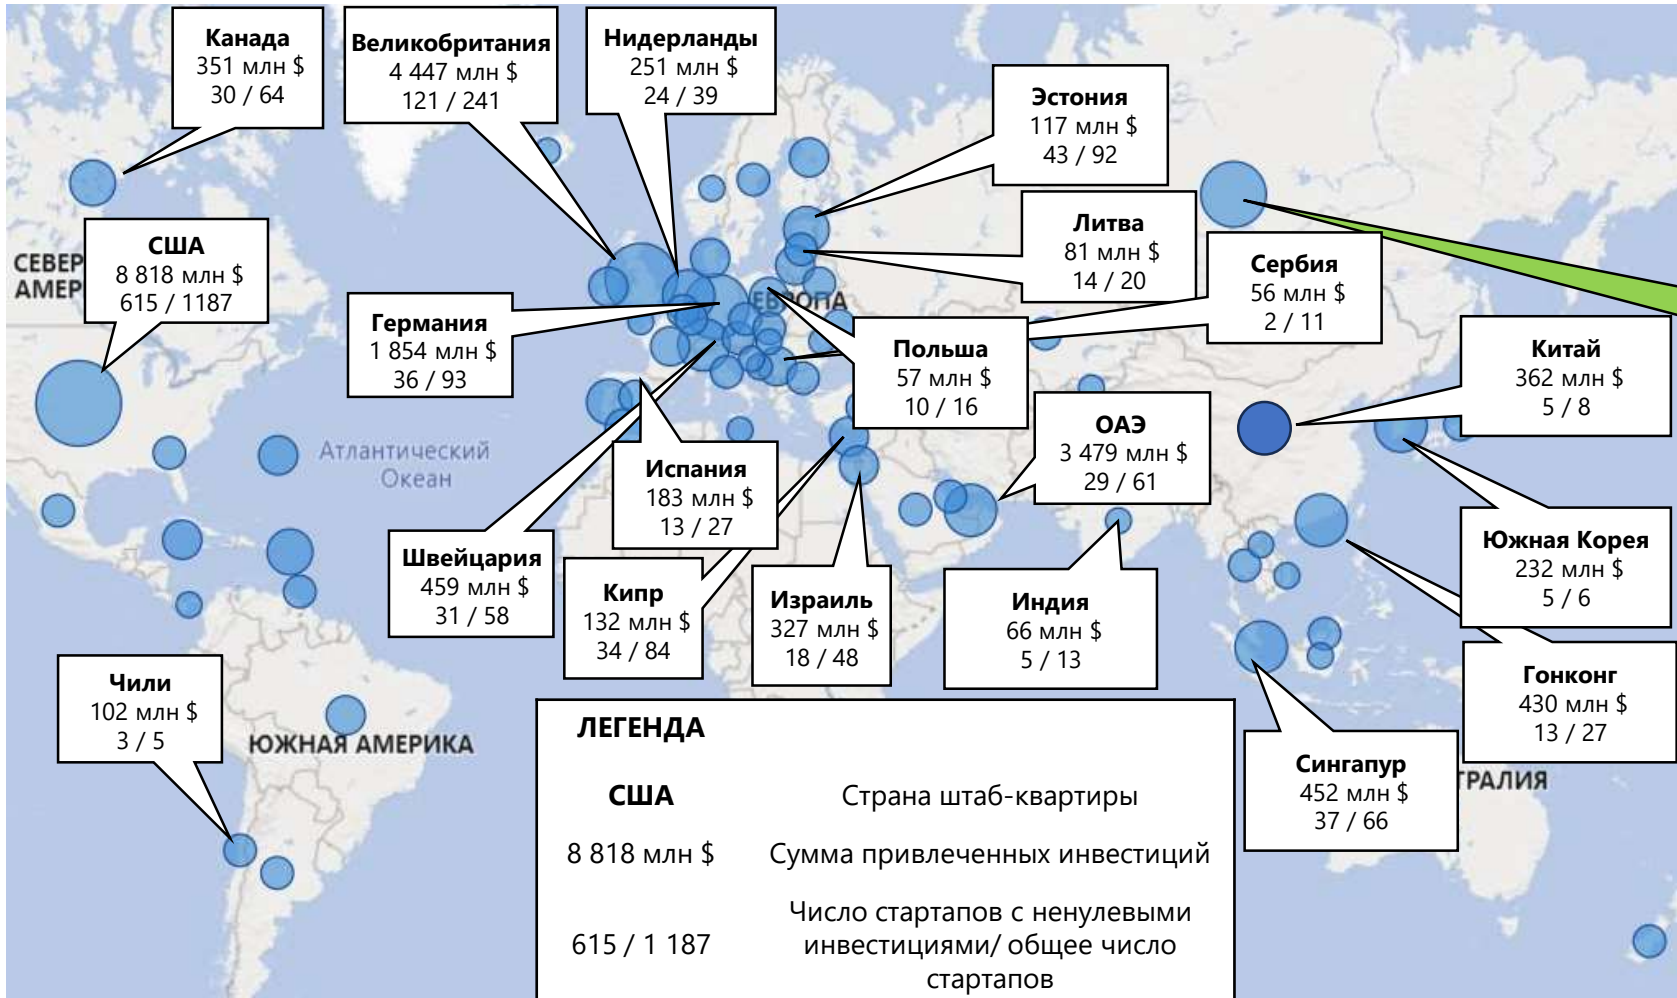 Канада
351 млн $
30 / 64
Великобритания
4 447 млн $
121 / 241
Нидерланды
251 млн $
24 / 39
Эстония
117 млн $
43 / 92
США
8 818 млн $
615 / 1187
СЕВЕР
АМЕР
Литва
81 млн $
14 / 20
Сербия
56 млн $
2 / 11
Германия
1 854 млн $
36 / 93
ЕВРОПА
Польша
57 млн $
10 / 16
Китай
362 млн $
5 / 8
Атлантический
Океан
Испания
183 млн $
13 / 27
ОАЭ
3 479 млн $
29 / 61
Швейцария
459 млн $
31 / 58
Кипр
132 млн $
34 / 84
Израиль
327 млн $
18 / 48
Индия
66 млн $
5 / 13
Южная Корея
232 млн $
5 / 6
Гонконг
430 млн $
13 / 27
Чили
102 млн $
3 / 5
ЮЖНАЯ АМЕРИКА
Сингапур
452 млн $
37 / 66
ТРАЛИЯ
ЛЕГЕНДА
США Страна штаб-квартиры
8 818 млн $ Сумма привлеченных инвестиций
615 / 1 187 Число стартапов с ненулевыми
инвестициями/ общее число
стартапов